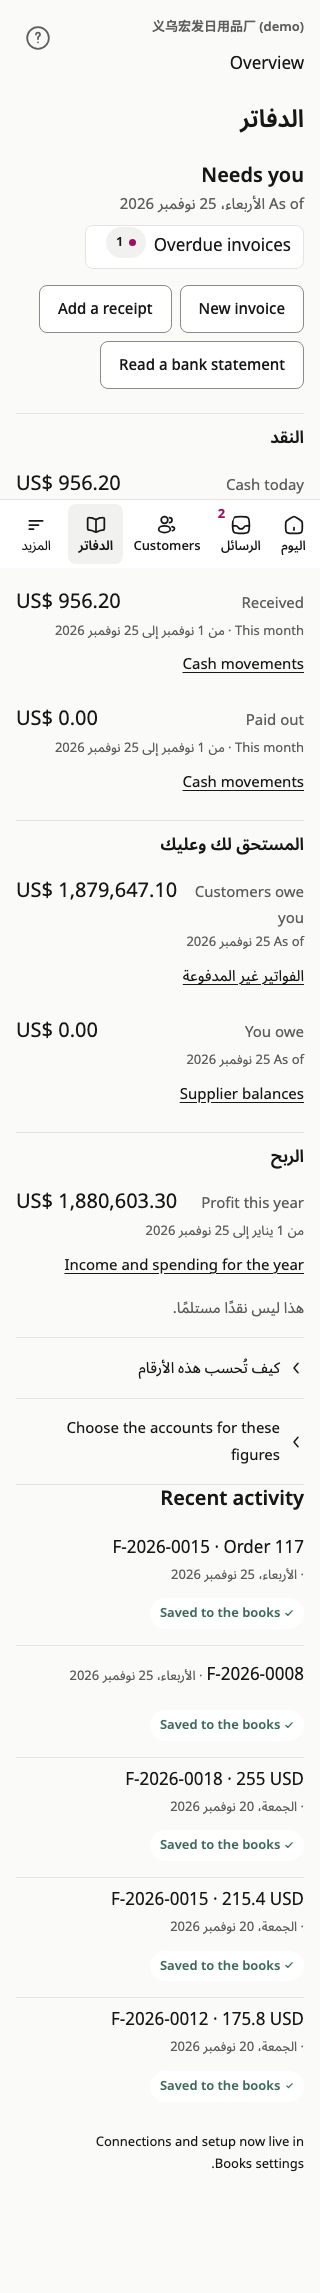 义乌宏发日用品厂 (demo)
Overview
الدفاتر
Needs you
As of الأربعاء، 25 نوفمبر 2026
Overdue invoices 1
New invoice
Add a receipt
Read a bank statement
النقد
Cash today US$ 956.20
اليوم
الرسائل 2
Customers
الدفاتر
المزيد
Received US$ 956.20
This month · من 1 نوفمبر إلى 25 نوفمبر 2026
Cash movements
Paid out US$ 0.00
This month · من 1 نوفمبر إلى 25 نوفمبر 2026
Cash movements
المستحق لك وعليك
Customers owe you US$ 1,879,647.10
As of 25 نوفمبر 2026
الفواتير غير المدفوعة
You owe US$ 0.00
As of 25 نوفمبر 2026
Supplier balances
الربح
Profit this year US$ 1,880,603.30
من 1 يناير إلى 25 نوفمبر 2026
Income and spending for the year
هذا ليس نقدًا مستلمًا.
كيف تُحسب هذه الأرقام
Choose the accounts for these
figures
Recent activity
F-2026-0015 · Order 117
· الأربعاء، 25 نوفمبر 2026
Saved to the books
F-2026-0008 · الأربعاء، 25 نوفمبر 2026
Saved to the books
F-2026-0018 · 255 USD
· الجمعة، 20 نوفمبر 2026
Saved to the books
F-2026-0015 · 215.4 USD
· الجمعة، 20 نوفمبر 2026
Saved to the books
F-2026-0012 · 175.8 USD
· الجمعة، 20 نوفمبر 2026
Saved to the books
Connections and setup now live in
Books settings.